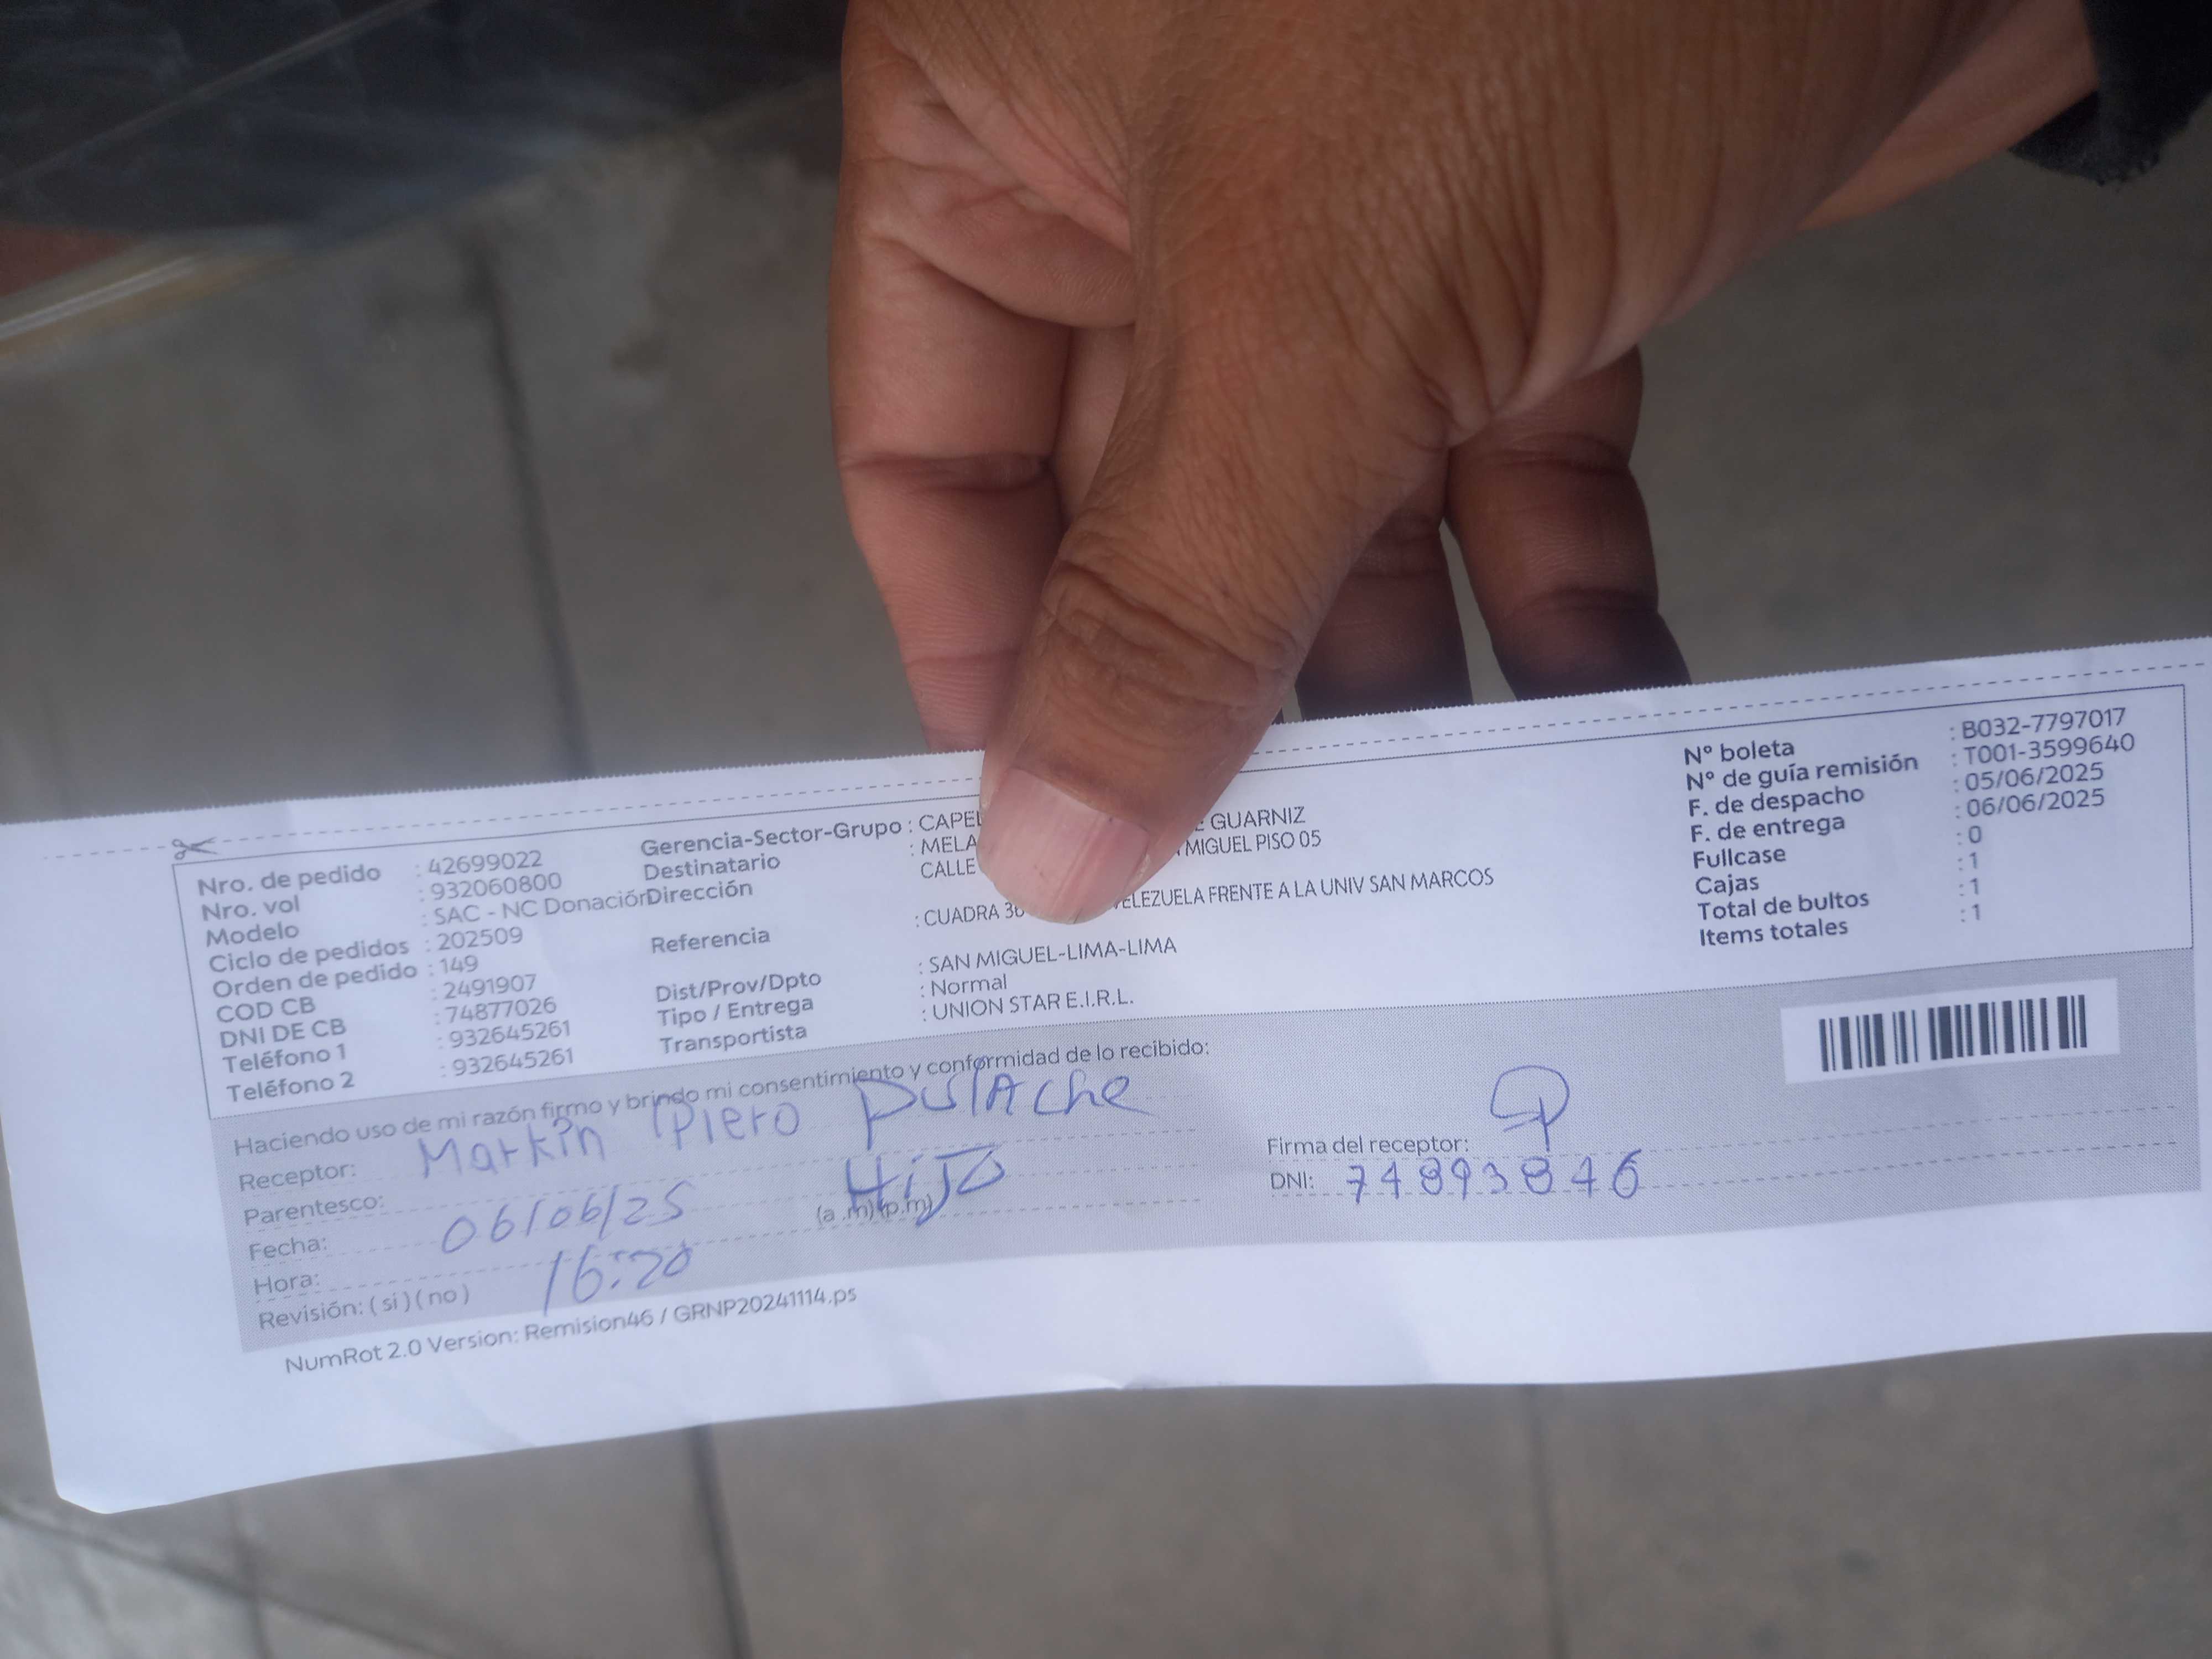 Nro. de pedido : 42699022
Nro. vol : 932060800
Modelo : SAC - NC Donación
Ciclo de pedidos : 202509
Orden de pedido : 149
COD CB : 2491907
DNI DE CB : 74877026
Teléfono 1 : 932645261
Teléfono 2 : 932645261
Gerencia-Sector-Grupo : CAPEL
Destinatario : MELA GUARNIZ
Dirección CALLE MIGUEL PISO 05
Referencia : CUADRA FRENTE A LA UNIV SAN MARCOS
Dist/Prov/Dpto : SAN MIGUEL-LIMA-LIMA
Tipo / Entrega : Normal
Transportista : UNION STAR E.I.R.L.
N° boleta : B032-7797017
N° de guía remisión : T001-3599640
F. de despacho : 05/06/2025
F. de entrega : 06/06/2025
Fullcase : 0
Cajas : 1
Total de bultos : 1
Items totales : 1
Haciendo uso de mi razón firmo y brindo mi consentimiento y conformidad de lo recibido:
Receptor: Markin Piero Pulache
Parentesco: Hijo
Fecha: 06/06/25
Hora: 16:20 (a .m)(p.m)
Revisión: ( si ) ( no )
Firma del receptor:
DNI: 74893846
NumRot 2.0 Version: Remision46 / GRNP20241114.ps